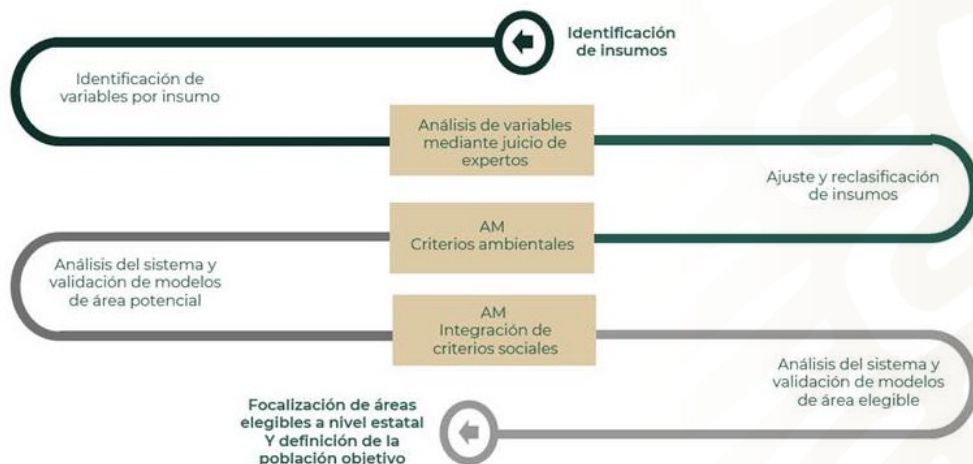 Identificación
de insumos
Identificación de
variables por insumo
Análisis de variables
mediante juicio de
expertos
Ajuste y reclasificación
de insumos
AM
Criterios ambientales
Análisis del sistema y
validación de modelos
de área potencial
AM
Integración de
criterios sociales
Análisis del sistema y
validación de modelos
de área elegible
Focalización de áreas
elegibles a nivel estatal
Y definición de la
población objetivo